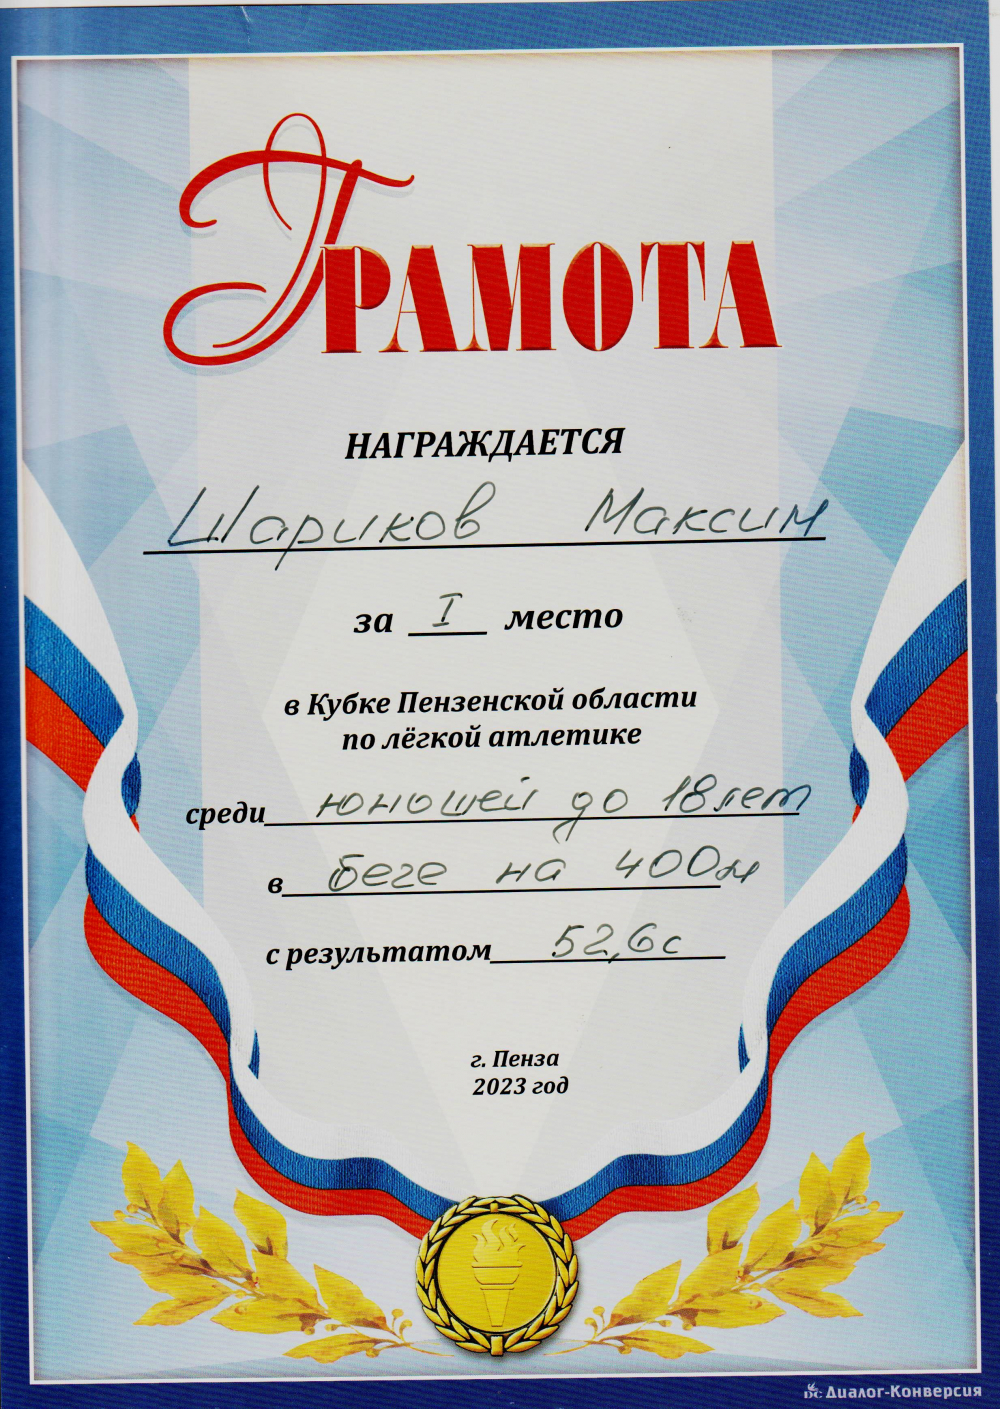 Грамота
НАГРАЖДАЕТСЯ
Шариков Максим
за I место
в Кубке Пензенской области
по лёгкой атлетике
среди юношей до 18 лет
в беге на 400м
с результатом 52,6с
г. Пенза
2023 год
DC Диалог-Конверсия